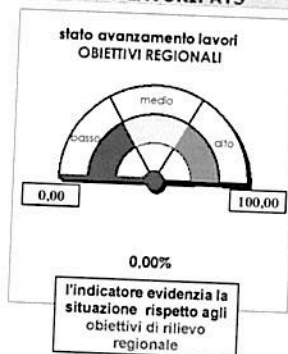 stato avanzamento lavori
OBIETTIVI REGIONALI
medio
basso
alto
0,00
100,00
0,00%
l'indicatore evidenzia la
situazione rispetto agli
obiettivi di rilievo
regionale